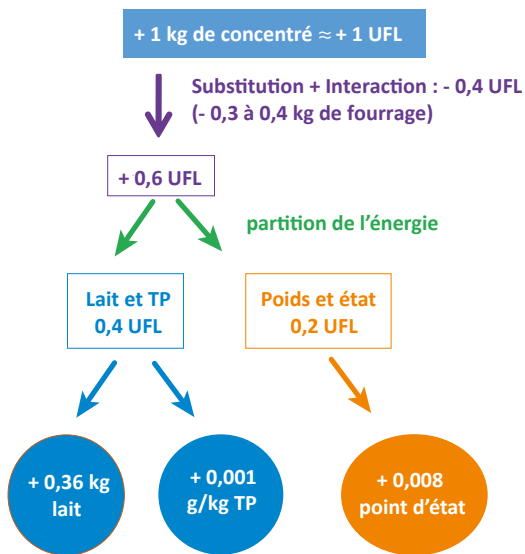 + 1 kg de concentré ≈ + 1 UFL
Substitution + Interaction : - 0,4 UFL
(- 0,3 à 0,4 kg de fourrage)
+ 0,6 UFL
partition de l'énergie
Lait et TP
0,4 UFL
Poids et état
0,2 UFL
+ 0,36 kg
lait
+ 0,001
g/kg TP
+ 0,008
point d'état